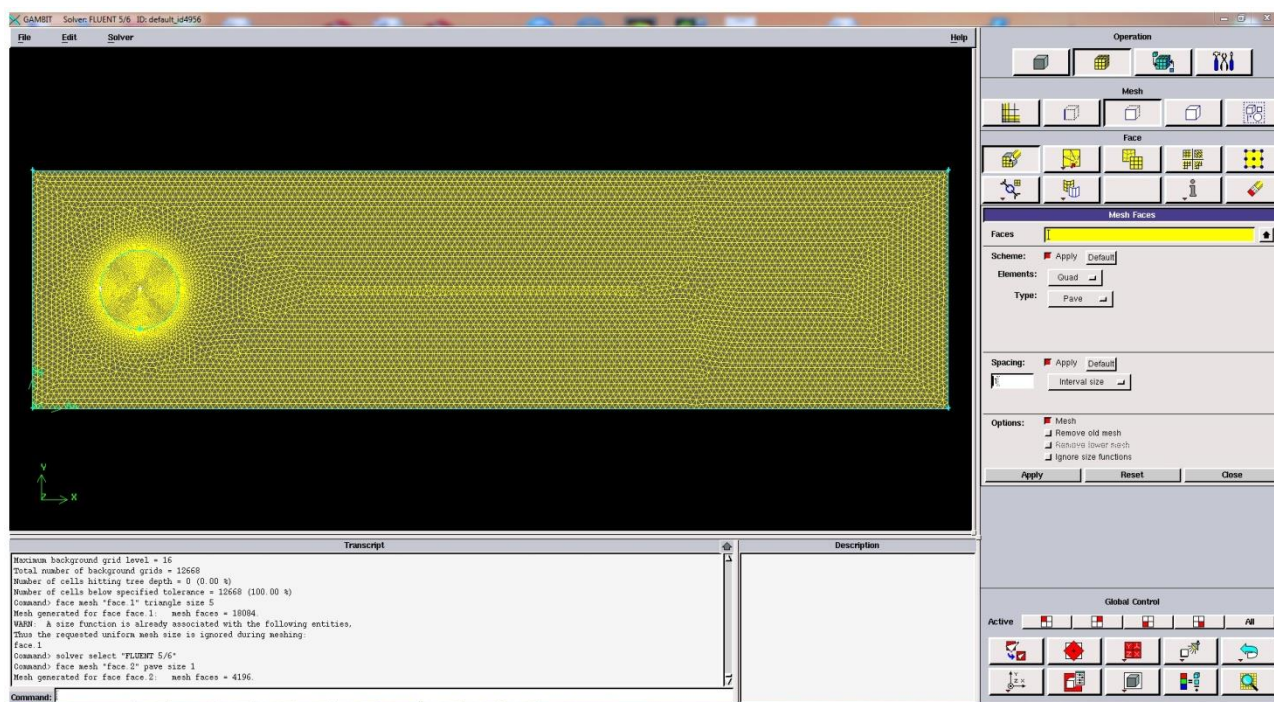 GAMBIT Solver: FLUENT 5/6 ID: default_id4956
File Edit Solver Help
Operation
Mesh
Face
Mesh Faces
Faces
Scheme: Apply Default
Elements: Quad
Type: Pave
Spacing: Apply Default
1 Interval size
Options: Mesh
Remove old mesh
Remove lower mesh
Ignore size functions
Apply Reset Close
Y
Z X
Transcript
Maximum background grid level = 16
Total number of background grids = 12668
Number of cells hitting tree depth = 0 (0.00 %)
Number of cells below specified tolerance = 12668 (100.00 %)
Command> face mesh "face.1" triangle size 5
Mesh generated for face face.1: mesh faces = 18084.
WARN: A size function is already associated with the following entities,
Thus the requested uniform mesh size is ignored during meshing:
face.1
Command> solver select "FLUENT 5/6"
Command> face mesh "face.2" pave size 1
Mesh generated for face face.2: mesh faces = 4196.
Command:
Description
Global Control
Active All